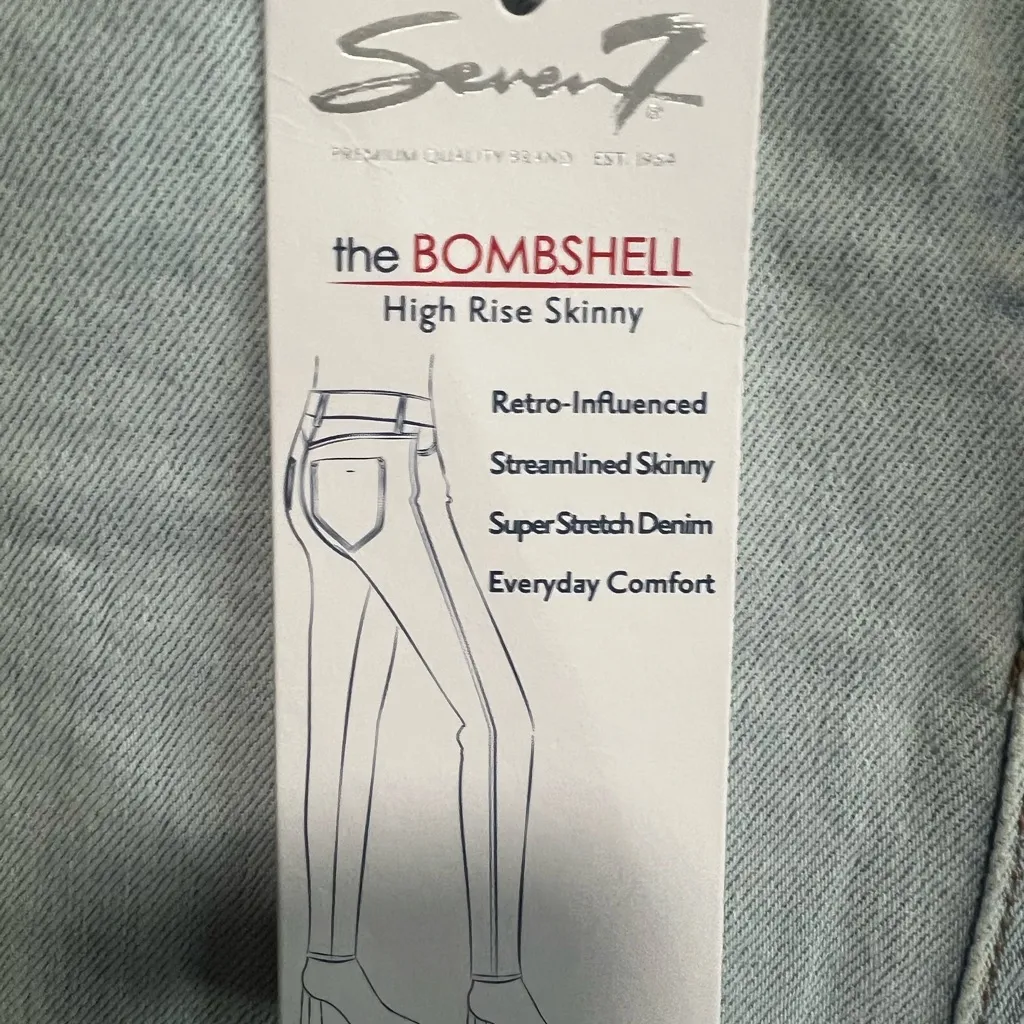 Seven7
®
PREMIUM QUALITY BRAND EST. 1964
the BOMBSHELL
High Rise Skinny
Retro-Influenced
Streamlined Skinny
Super Stretch Denim
Everyday Comfort